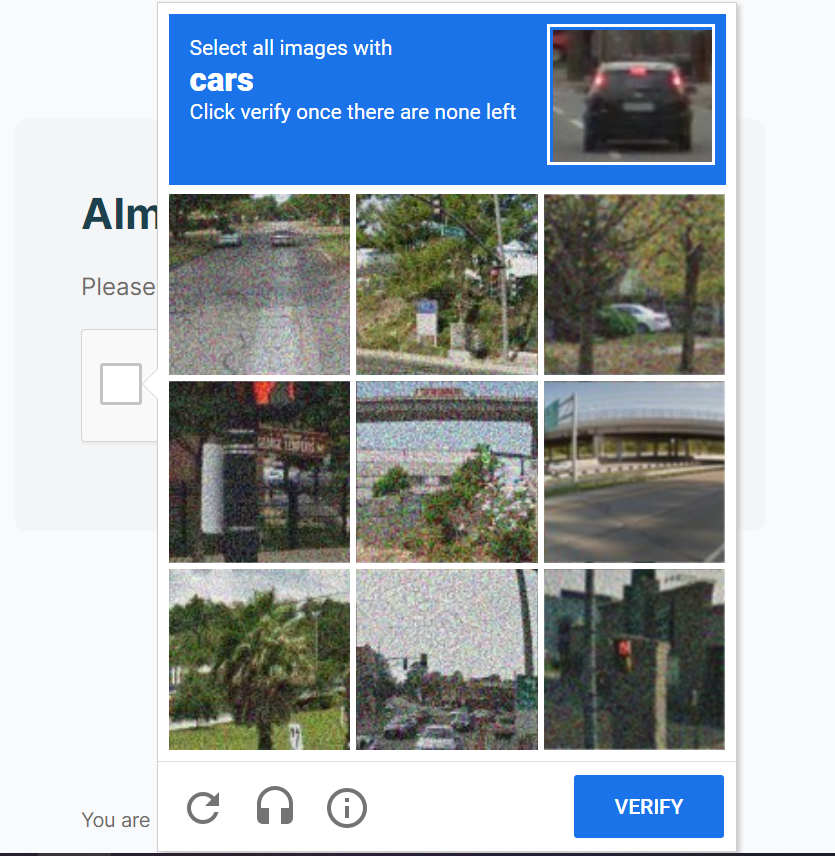 Select all images with
cars
Click verify once there are none left
Alm
Please
You are
VERIFY